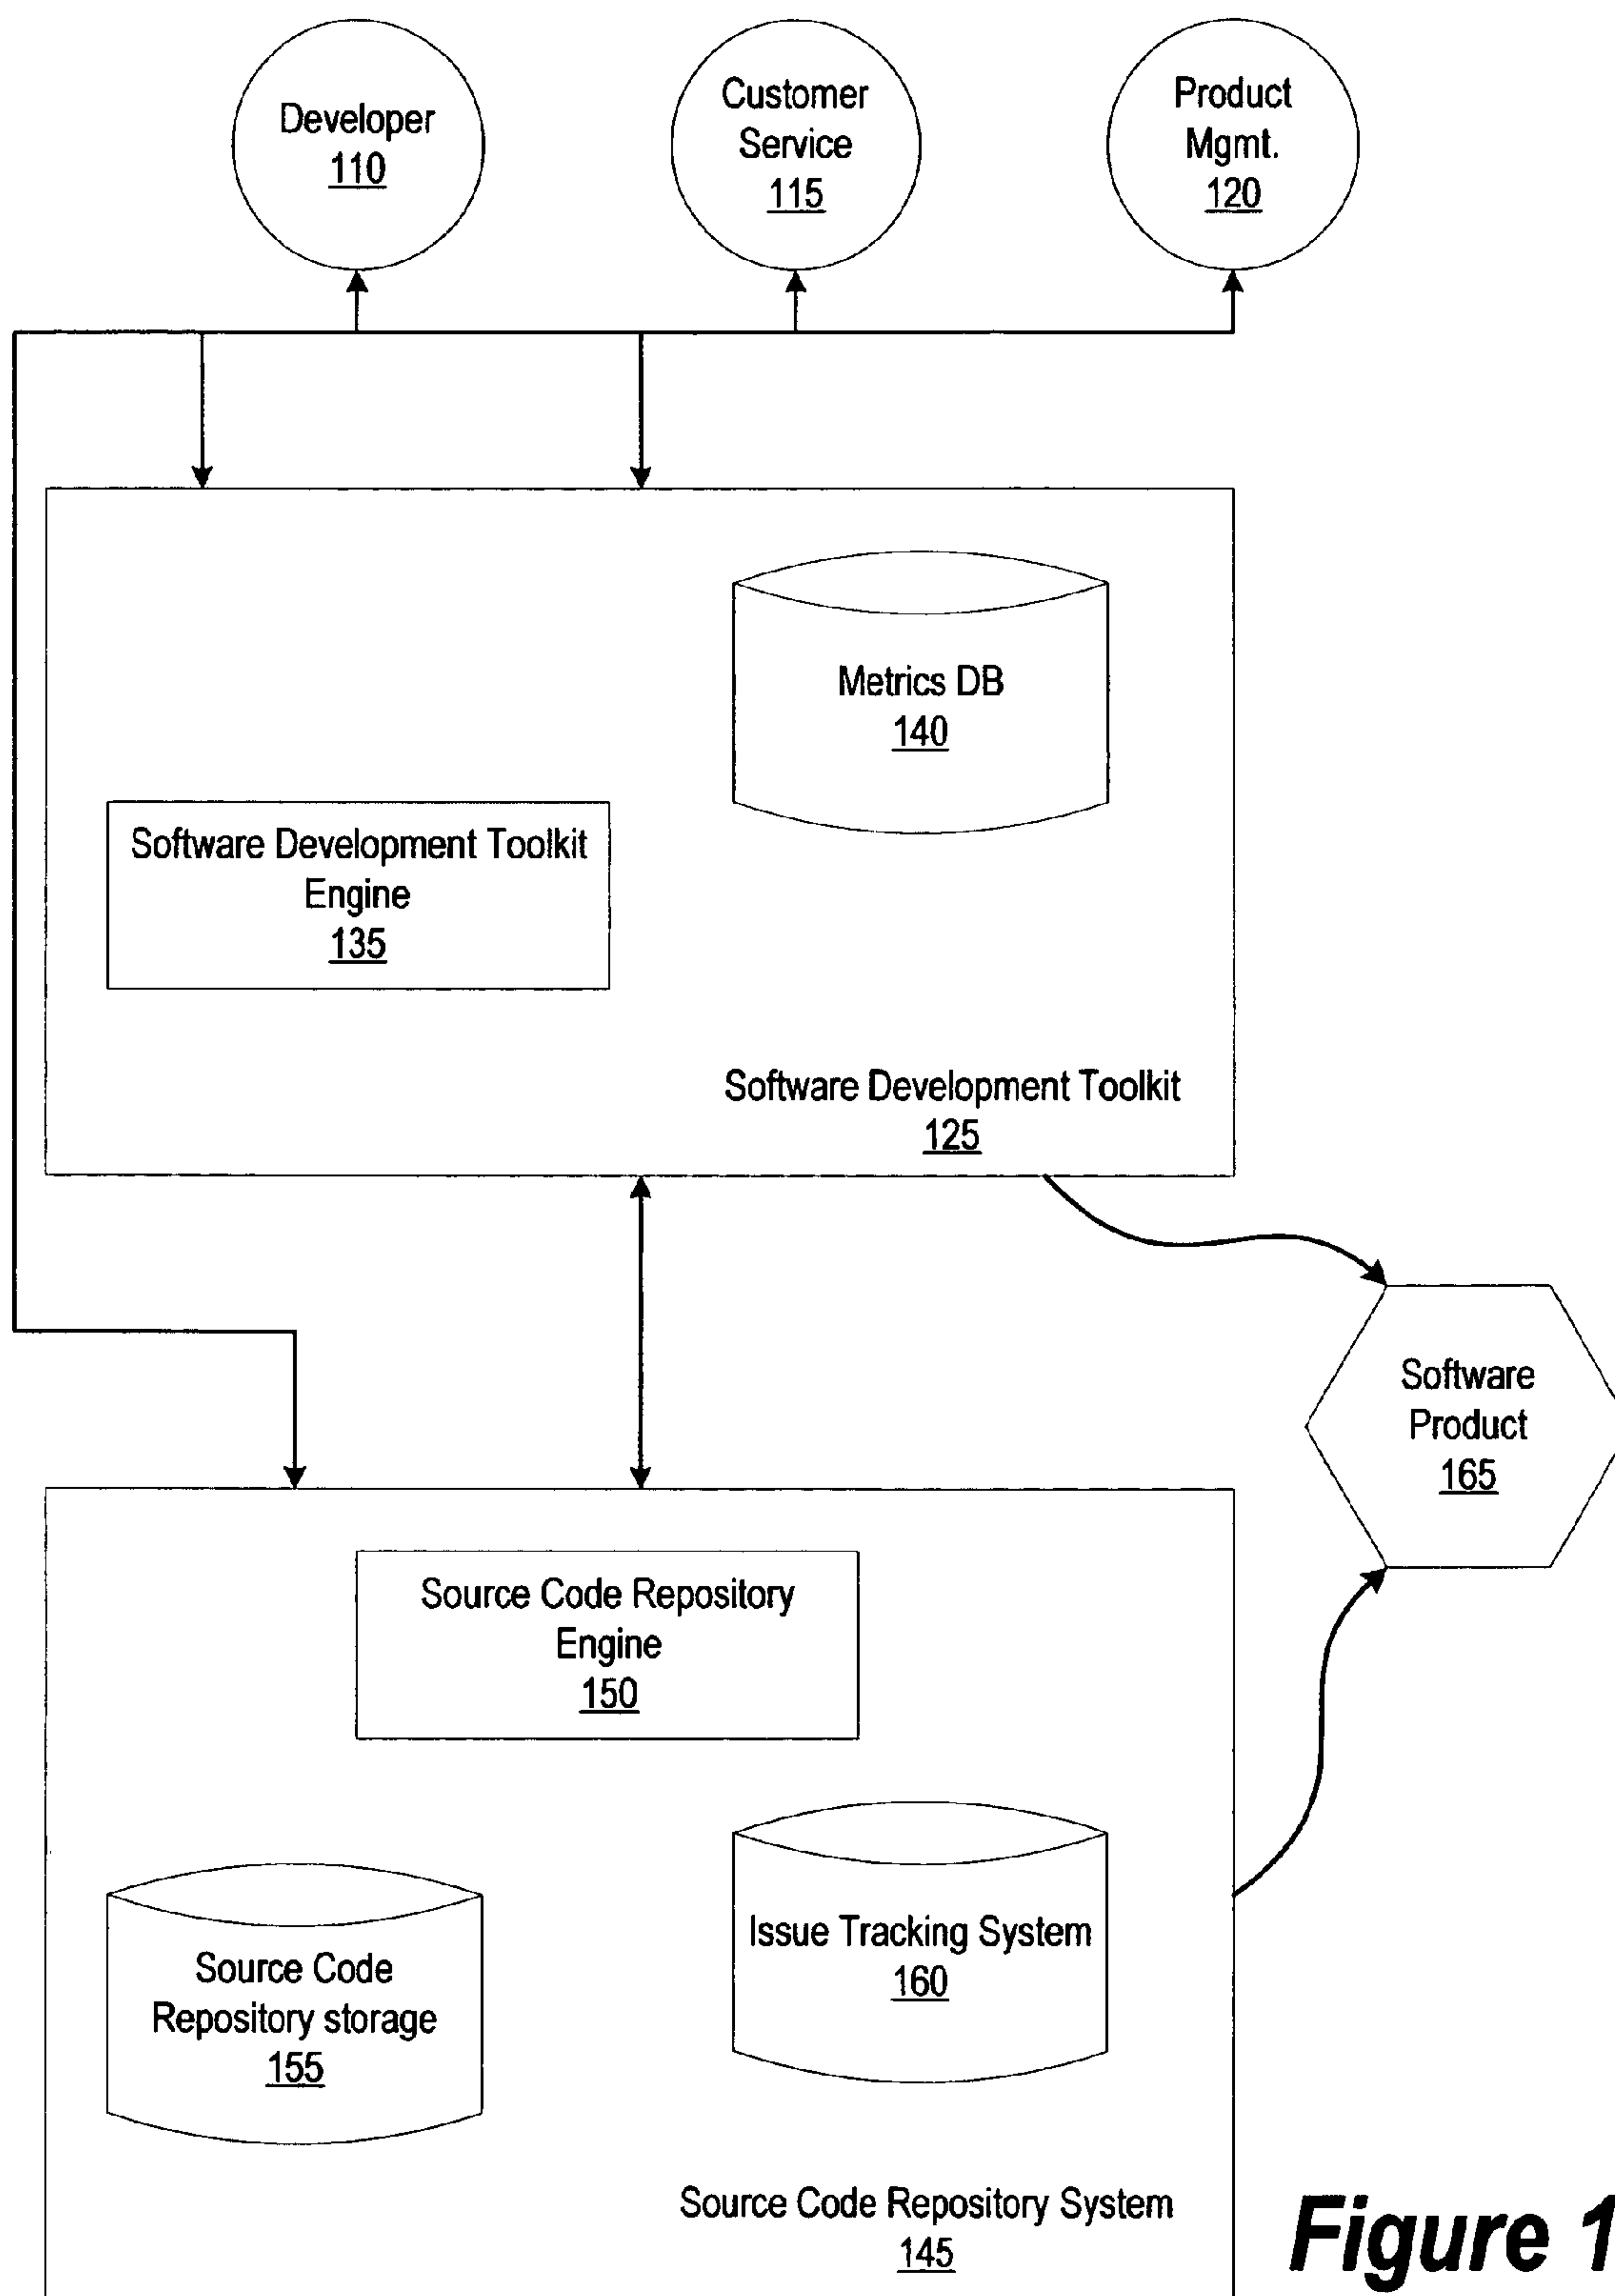 Developer
110
Customer
Service
115
Product
Mgmt.
120
Metrics DB
140
Software Development Toolkit
Engine
135
Software Development Toolkit
125
Software
Product
165
Source Code Repository
Engine
150
Issue Tracking System
160
Source Code
Repository storage
155
Source Code Repository System
145
Figure 1